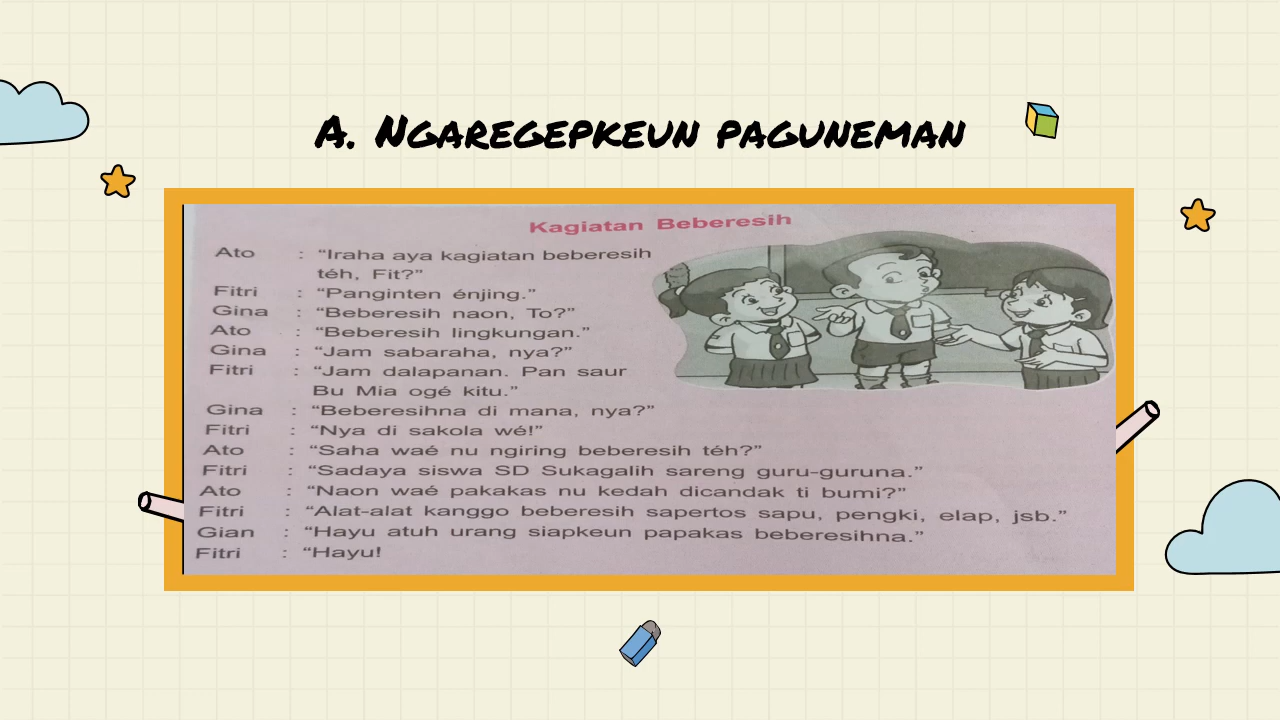 A. Ngaregepkeun paguneman
Kagiatan Beberesih
Ato : “Iraha aya kagiatan beberesih
téh, Fit?”
Fitri : “Panginten énjing.”
Gina : “Beberesih naon, To?”
Ato : “Beberesih lingkungan.”
Gina : “Jam sabaraha, nya?”
Fitri : “Jam dalapanan. Pan saur
Bu Mia ogé kitu.”
Gina : “Beberesihna di mana, nya?”
Fitri : “Nya di sakola wé!”
Ato : “Saha waé nu ngiring beberesih téh?”
Fitri : “Sadaya siswa SD Sukagalih sareng guru-guruna.”
Ato : “Naon waé pakakas nu kedah dicandak ti bumi?”
Fitri : “Alat-alat kanggo beberesih sapertos sapu, pengki, elap, jsb.”
Gian : “Hayu atuh urang siapkeun papakas beberesihna.”
Fitri : “Hayu!